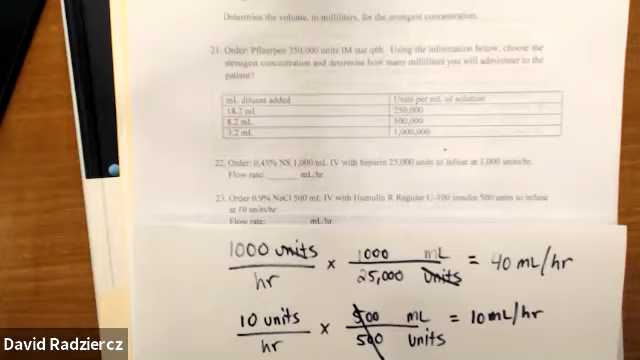 Determine the volume, in milliliters, for the strongest concentration.
21. Order: Pfizerpen 350,000 units IM stat q6h. Using the information below, choose the
strongest concentration and determine how many milliliters you will administer to the
patient?
mL diluent added Units per mL of solution
18.2 mL 250,000
8.2 mL 500,000
3.2 mL 1,000,000
22. Order: 0.45% NS 1,000 mL IV with heparin 25,000 units to infuse at 1,000 units/hr.
Flow rate: ______ mL/hr
23. Order 0.9% NaCl 500 mL IV with Humulin R Regular U-100 insulin 500 units to infuse
at 10 units/hr.
Flow rate: ______ mL/hr
1000 units / hr × 1000 mL / 25,000 units = 40 mL/hr
10 units / hr × 500 mL / 500 units = 10 mL/hr
David Radziercz